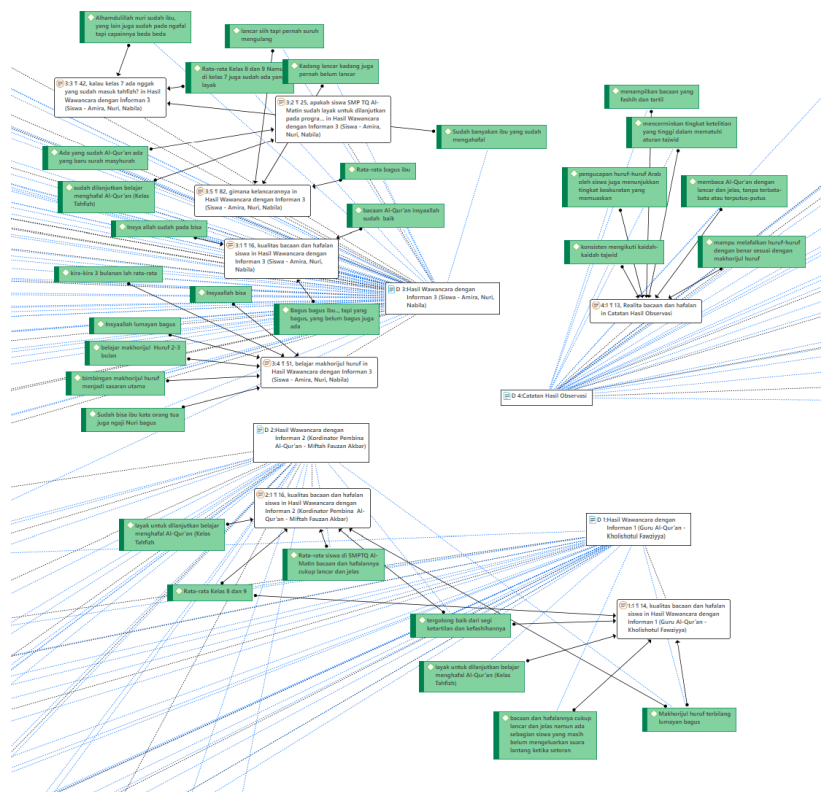 Alhamdulillah nuri sudah ibu,
yang lain juga sudah pada ngafal
tapi capainnya beda beda
lancar siih tapi pernah suruh
mengulang
Rata-rata Kelas 8 dan 9 Namu
di kelas 7 juga sudah ada yang
layak
Kadang lancar kadang juga
pernah belum lancar
3:3 ¶ 42, kalau kelas 7 ada nggak
yang sudah masuk tahfizh? in Hasil
Wawancara dengan Informan 3
(Siswa - Amira, Nuri, Nabila)
3:2 ¶ 25, apakah siswa SMP TQ Al-
Matin sudah layak untuk dilanjutkan
pada progra... in Hasil Wawancara
dengan Informan 3 (Siswa - Amira,
Nuri, Nabila)
Sudah banyakan ibu yang sudah
mengahafal
Ada yang sudah Qur'an ada
yang baru surah masyhurah
sudah dilanjutkan belajar
menghafal Al-Qur'an (Kelas
Tahfizh)
Rata-rata bagus ibu
3:5 ¶ 82, gimana kelancarannya in
Hasil Wawancara dengan Informan 3
(Siswa - Amira, Nuri, Nabila)
bacaan Al-Qur'an insyaallah
sudah baik
Insya allah sudah pada bisa
3:1 ¶ 16, kualitas bacaan dan hafalan
siswa in Hasil Wawancara dengan
Informan 3 (Siswa - Amira, Nuri,
Nabila)
kira-kira 3 bulanan lah rata-rata
Insyaallah bisa
D 3:Hasil Wawancara dengan
Informan 3 (Siswa - Amira, Nuri,
Nabila)
Bagus bagus Ibu.., tapi yang
bagus, yang belum bagus juga
ada
Insyaallah lumayan bagus
belajar makhorijul Huruf 2-3
bulan
3:4 ¶ 51, belajar makhorijul huruf in
Hasil Wawancara dengan Informan 3
(Siswa - Amira, Nuri, Nabila)
bimbingan makhorijul huruf
menjadi sasaran utama
Sudah bisa ibu kata orang tua
juga ngaji Nuri bagus
menampilkan bacaan yang
fashih dan tartil
mencerminkan tingkat ketelitian
yang tinggi dalam mematuhi
aturan tajwid
pengucapan huruf-huruf Arab
oleh siswa juga menunjukkan
tingkat keakuratan yang
memuaskan
membaca Al-Qur'an dengan
lancar dan jelas, tanpa terbata-
bata atau terputus-putus
konsisten mengikuti kaidah-
kaidah tajwid
mampu melafalkan huruf-huruf
dengan benar sesuai dengan
makhorijul huruf
4:1 ¶ 13, Realita bacaan dan hafalan
in Catatan Hasil Observasi
D 4:Catatan Hasil Observasi
D 2:Hasil Wawancara dengan
Informan 2 (Kordinator Pembina
Al-Qur'an - Miftah Fauzan Akbar)
2:1 ¶ 16, kualitas bacaan dan hafalan
siswa in Hasil Wawancara dengan
Informan 2 (Kordinator Pembina Al-
Qur'an - Miftah Fauzan Akbar)
layak untuk dilanjutkan belajar
menghafal Al-Qur'an (Kelas
Tahfizh
Rata-rata siswa di SMPTQ Al-
Matin bacaan dan hafalannya
cukup lancar dan jelas
Rata-rata Kelas 8 dan 9
D 1:Hasil Wawancara dengan
Informan 1 (Guru Al-Qur'an -
Kholishotul Fawziyya)
1:1 ¶ 14, kualitas bacaan dan hafalan
siswa in Hasil Wawancara dengan
Informan 1 (Guru Al-Qur'an -
Kholishotul Fawziyya)
tergolong baik dari segi
ketartilan dan kefashihannya
layak untuk dilanjutkan belajar
menghafal Al-Qur'an (Kelas
Tahfizh)
bacaan dan hafalannya cukup
lancar dan jelas namun ada
sebagian siswa yang masih
belum mengeluarkan suara
lantang ketika setoran
Makhorijul huruf terbilang
lumayan bagus